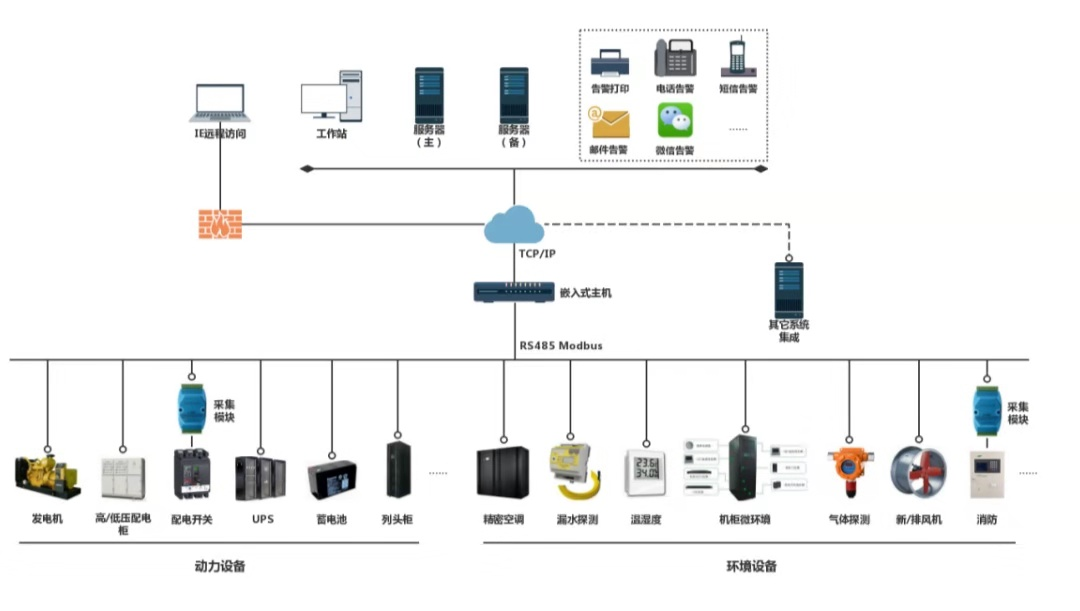 告警打印
电话告警
短信告警
IE远程访问
工作站
服务器
（主）
服务器
（备）
邮件告警
微信告警
……
TCP/IP
嵌入式主机
其它系统
集成
RS485 Modbus
采集
模块
采集
模块
……
……
发电机
高/低压配电
柜
配电开关
UPS
蓄电池
列头柜
精密空调
漏水探测
温湿度
机柜微环境
气体探测
新/排风机
消防
动力设备
环境设备